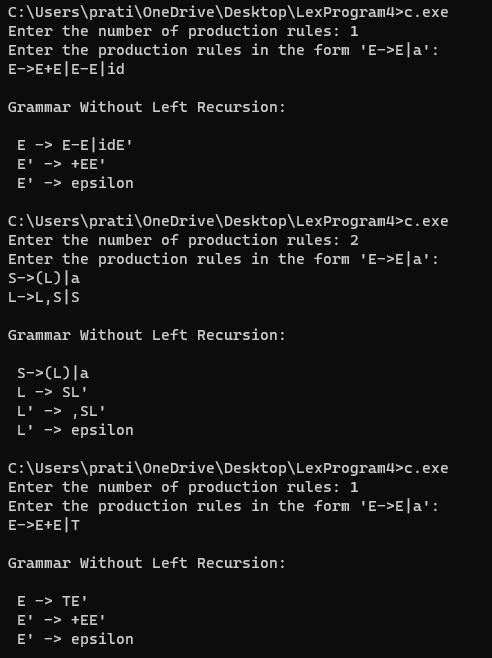 C:\Users\prati\OneDrive\Desktop\LexProgram4>c.exe
Enter the number of production rules: 1
Enter the production rules in the form 'E->E|a':
E->E+E|E-E|id

Grammar Without Left Recursion:

E -> E-E|idE'
E' -> +EE'
E' -> epsilon

C:\Users\prati\OneDrive\Desktop\LexProgram4>c.exe
Enter the number of production rules: 2
Enter the production rules in the form 'E->E|a':
S->(L)|a
L->L,S|S

Grammar Without Left Recursion:

S->(L)|a
L -> SL'
L' -> ,SL'
L' -> epsilon

C:\Users\prati\OneDrive\Desktop\LexProgram4>c.exe
Enter the number of production rules: 1
Enter the production rules in the form 'E->E|a':
E->E+E|T

Grammar Without Left Recursion:

E -> TE'
E' -> +EE'
E' -> epsilon